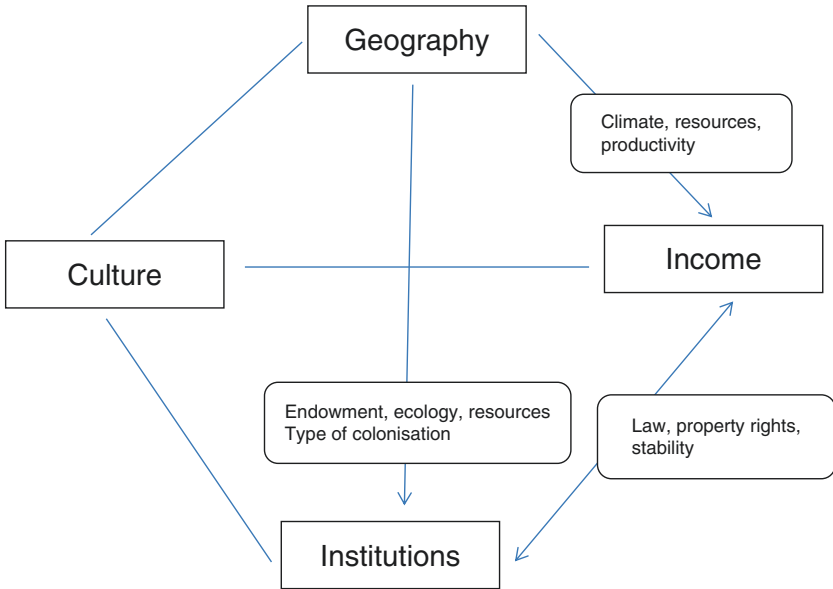 Geography
Climate, resources,
productivity
Culture
Income
Endowment, ecology, resources
Type of colonisation
Law, property rights,
stability
Institutions